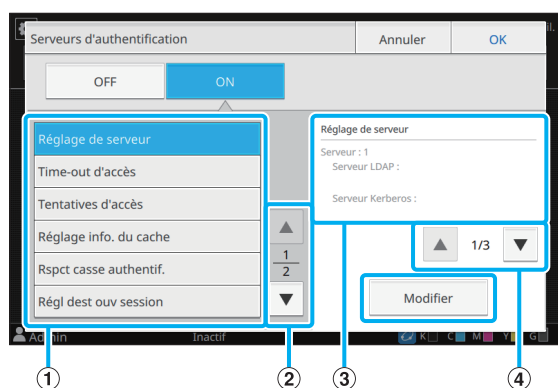 Serveurs d'authentification
Annuler
OK
il.
OFF
ON
Réglage de serveur
Time-out d'accès
Tentatives d'accès
Réglage info. du cache
Rspct casse authentif.
Régl dest ouv session
1
2
Réglage de serveur
Serveur : 1
Serveur LDAP :
Serveur Kerberos :
1/3
Modifier
Admin
Inactif
K C M Y G
1 2 3 4